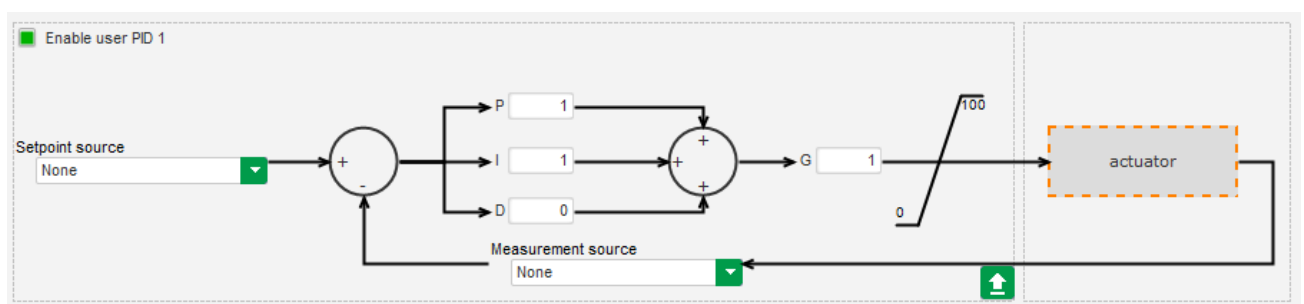 Enable user PID 1
P 1
100
Setpoint source
None
+
-
I 1
+
+
+
G 1
actuator
D 0
0
Measurement source
None